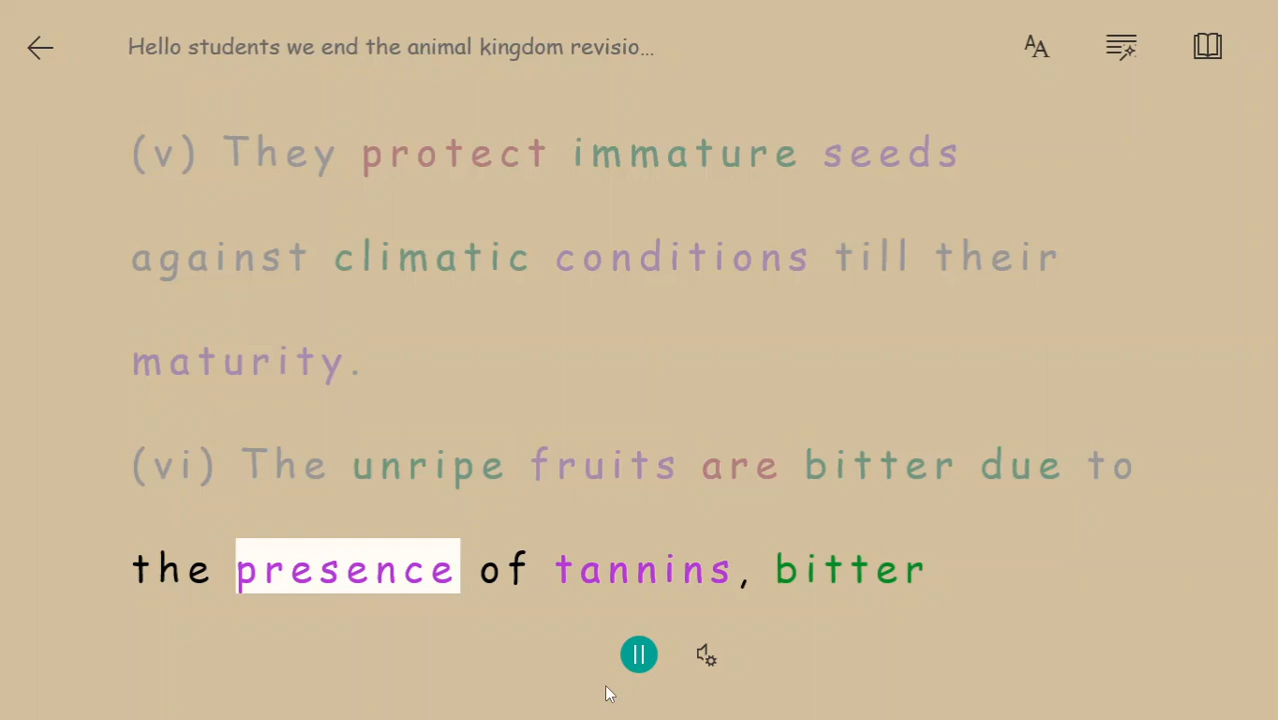 Hello students we end the animal kingdom revisio...
(v) They protect immature seeds
against climatic conditions till their
maturity.
(vi) The unripe fruits are bitter due to
the presence of tannins, bitter